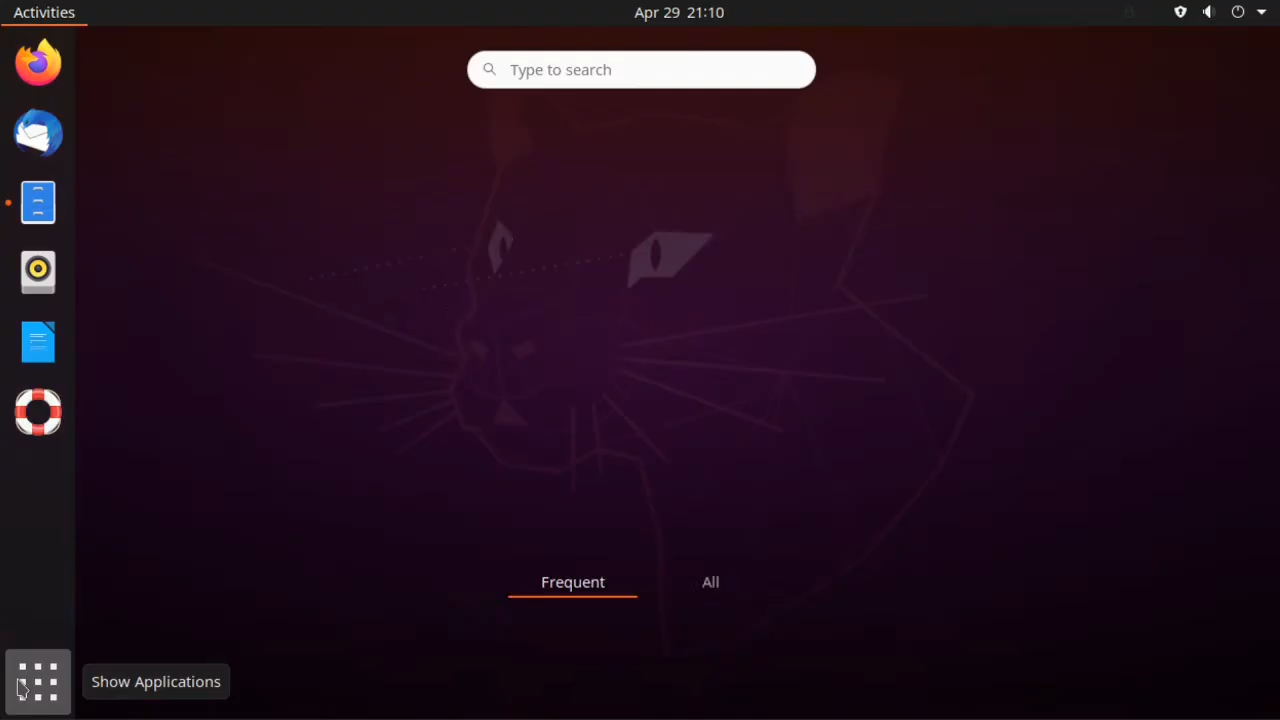 Activities
Apr 29 21:10
Type to search
Frequent
All
Show Applications